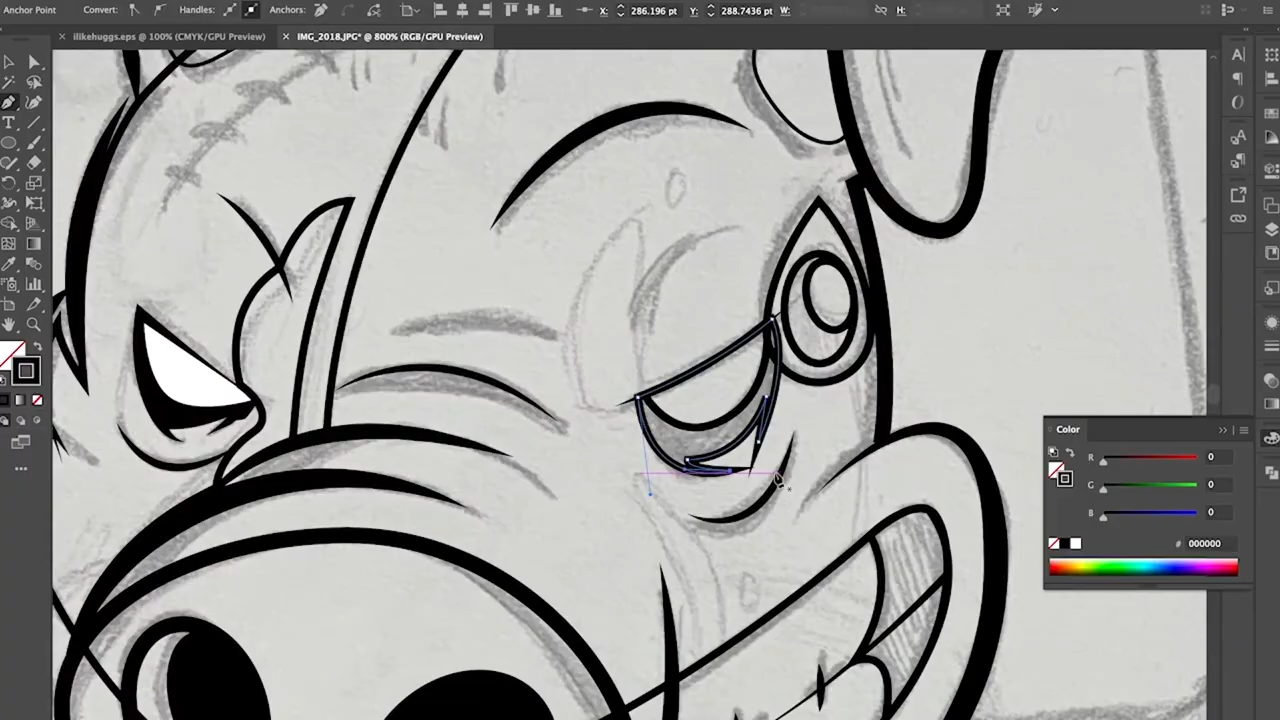 Anchor Point Convert: Handles: Anchors: X: 286.196 pt Y: 288.7436 pt W: H:
× ilikehuggs.eps @ 100% (CMYK/GPU Preview) × IMG_2018.JPG* @ 800% (RGB/GPU Preview)
Color
R 0
G 0
B 0
# 000000